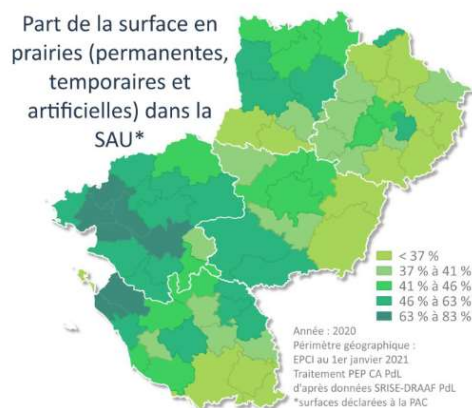 Part de la surface en
prairies (permanentes,
temporaires et
artificielles) dans la
SAU*
< 37 %
37 % à 41 %
41 % à 46 %
46 % à 63 %
63 % à 83 %
Année : 2020
Périmètre géographique :
EPCI au 1er janvier 2021
Traitement PEP CA PdL
d'après données SRISE-DRAAF PdL
*surfaces déclarées à la PAC